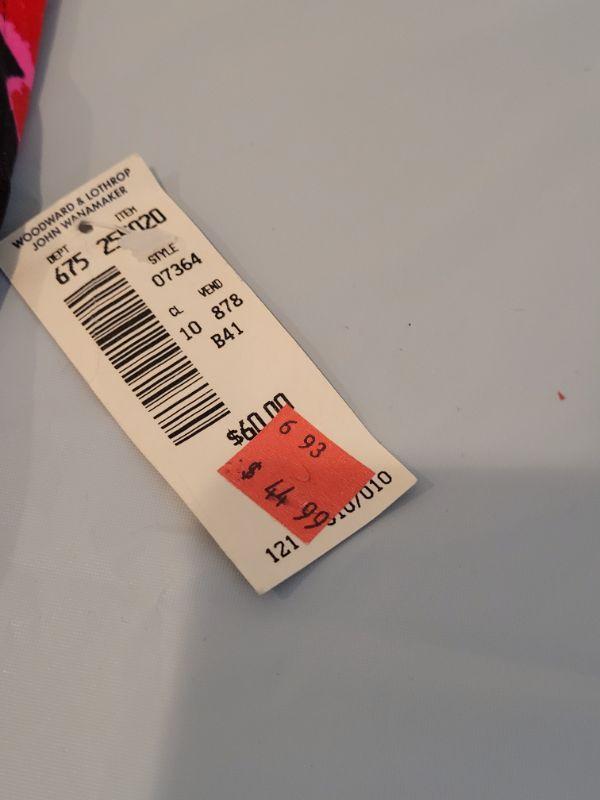 WOODWARD & LOTHROP
JOHN WANAMAKER
DEPT ITEM
675
STYLE
07364
CL VEND
10 878
B41
$60.00
6 93
$ 44 99
121